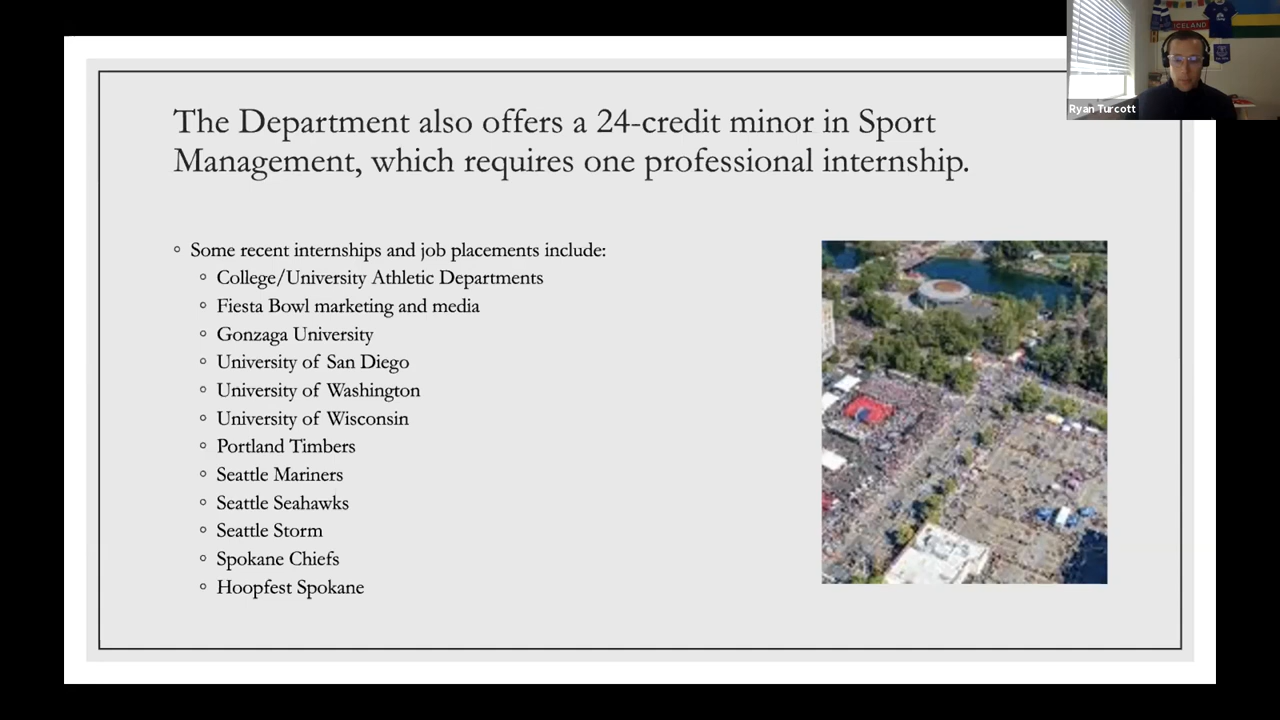 ICELAND
Ryan Turcott
The Department also offers a 24-credit minor in Sport
Management, which requires one professional internship.
◦ Some recent internships and job placements include:
◦ College/University Athletic Departments
◦ Fiesta Bowl marketing and media
◦ Gonzaga University
◦ University of San Diego
◦ University of Washington
◦ University of Wisconsin
◦ Portland Timbers
◦ Seattle Mariners
◦ Seattle Seahawks
◦ Seattle Storm
◦ Spokane Chiefs
◦ Hoopfest Spokane